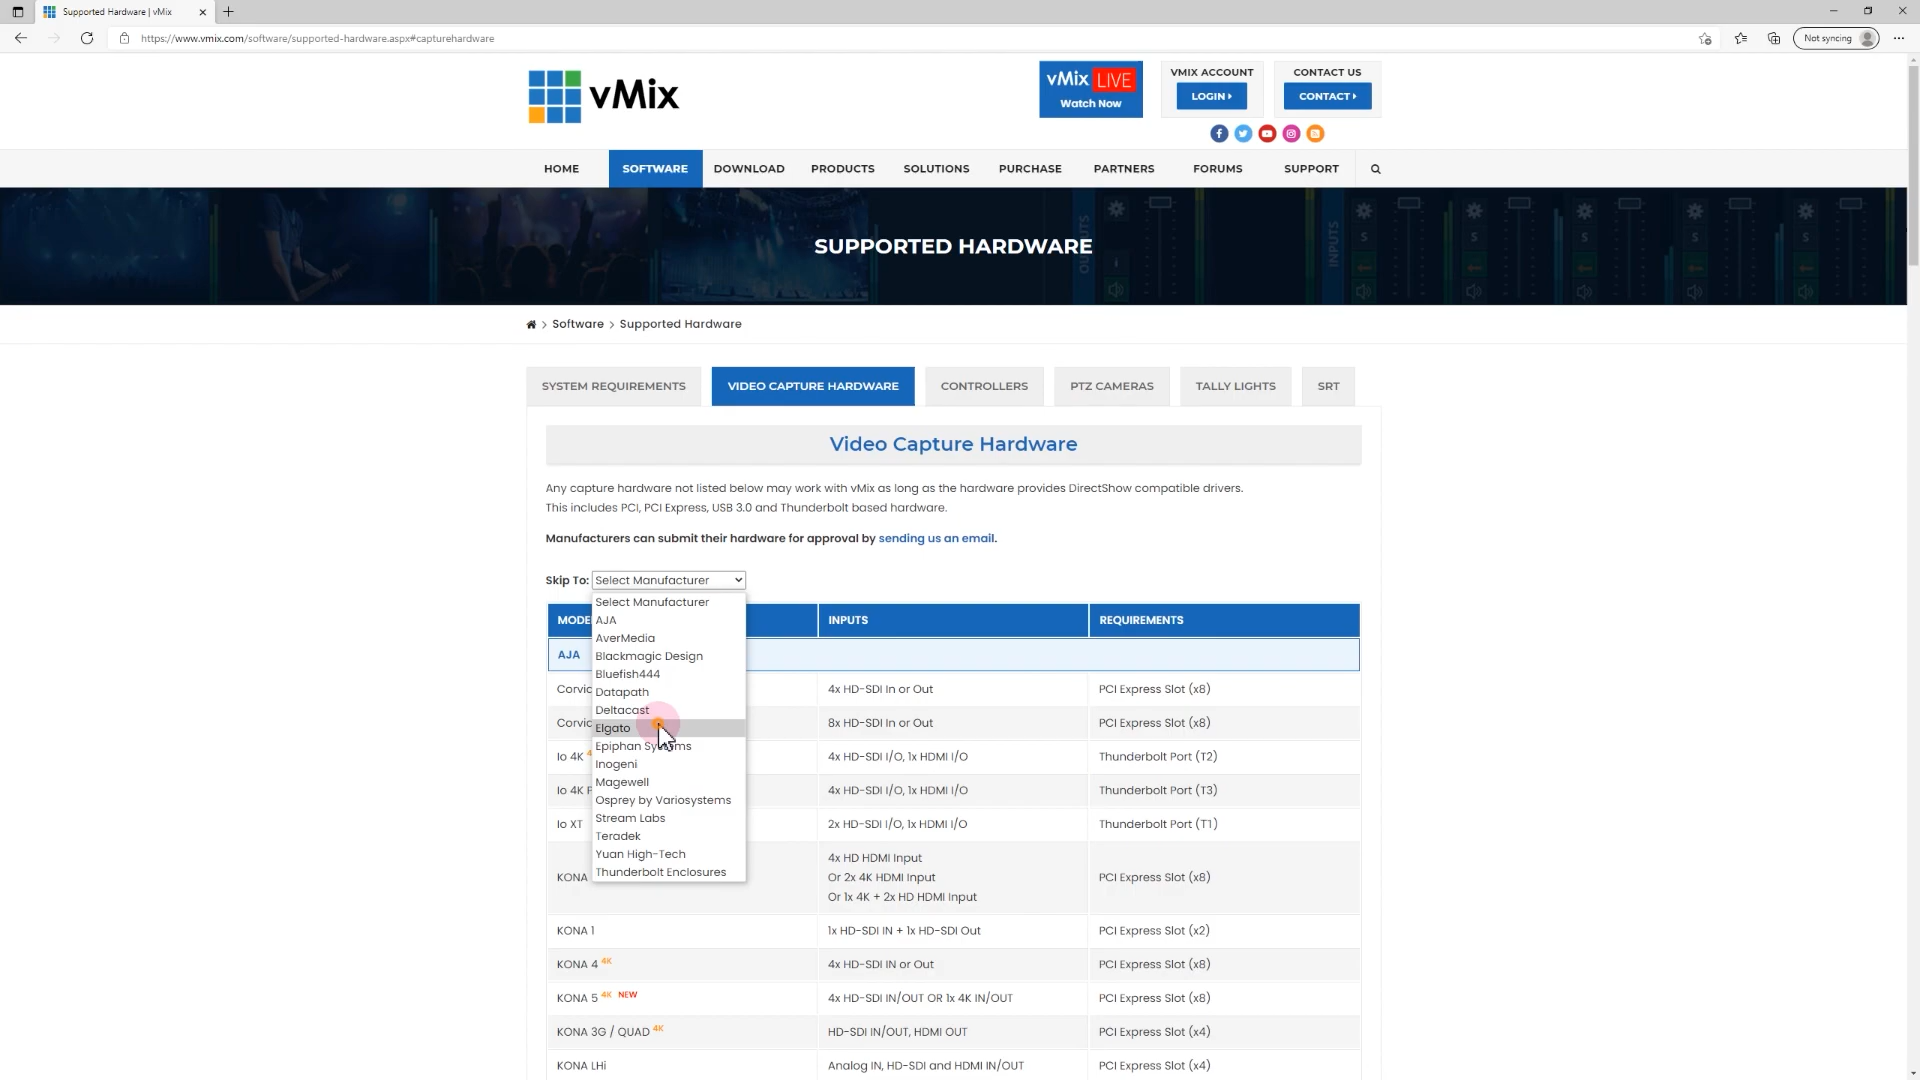 Supported Hardware | vMix
https://www.vmix.com/software/supported-hardware.aspx#capturehardware
Not syncing
vMix
vMix LIVE
Watch Now
VMIX ACCOUNT
LOGIN
CONTACT US
CONTACT
HOME
SOFTWARE
DOWNLOAD
PRODUCTS
SOLUTIONS
PURCHASE
PARTNERS
FORUMS
SUPPORT
OUTPUTS
INPUTS
S
S
S
S
SUPPORTED HARDWARE
Software
Supported Hardware
SYSTEM REQUIREMENTS
VIDEO CAPTURE HARDWARE
CONTROLLERS
PTZ CAMERAS
TALLY LIGHTS
SRT
Video Capture Hardware
Any capture hardware not listed below may work with vMix as long as the hardware provides DirectShow compatible drivers.
This includes PCI, PCI Express, USB 3.0 and Thunderbolt based hardware.
Manufacturers can submit their hardware for approval by sending us an email.
Skip To: Select Manufacturer
Select Manufacturer
AJA
AverMedia
Blackmagic Design
Bluefish444
Datapath
Deltacast
Elgato
Epiphan Systems
Inogeni
Magewell
Osprey by Variosystems
Stream Labs
Teradek
Yuan High-Tech
Thunderbolt Enclosures
INPUTS
REQUIREMENTS
AJA
4x HD-SDI In or Out
PCI Express Slot (x8)
8x HD-SDI In or Out
PCI Express Slot (x8)
Io 4K
4x HD-SDI I/O, 1x HDMI I/O
Thunderbolt Port (T2)
Io 4K
4x HD-SDI I/O, 1x HDMI I/O
Thunderbolt Port (T3)
Io XT
2x HD-SDI I/O, 1x HDMI I/O
Thunderbolt Port (T1)
KONA
4x HD HDMI Input
Or 2x 4K HDMI Input
Or 1x 4K + 2x HD HDMI Input
PCI Express Slot (x8)
KONA 1
1x HD-SDI IN + 1x HD-SDI Out
PCI Express Slot (x2)
KONA 4 4K
4x HD-SDI IN or Out
PCI Express Slot (x8)
KONA 5 4K NEW
4x HD-SDI IN/OUT OR 1x 4K IN/OUT
PCI Express Slot (x8)
KONA 3G / QUAD 4K
HD-SDI IN/OUT, HDMI OUT
PCI Express Slot (x4)
KONA LHi
Analog IN, HD-SDI and HDMI IN/OUT
PCI Express Slot (x4)